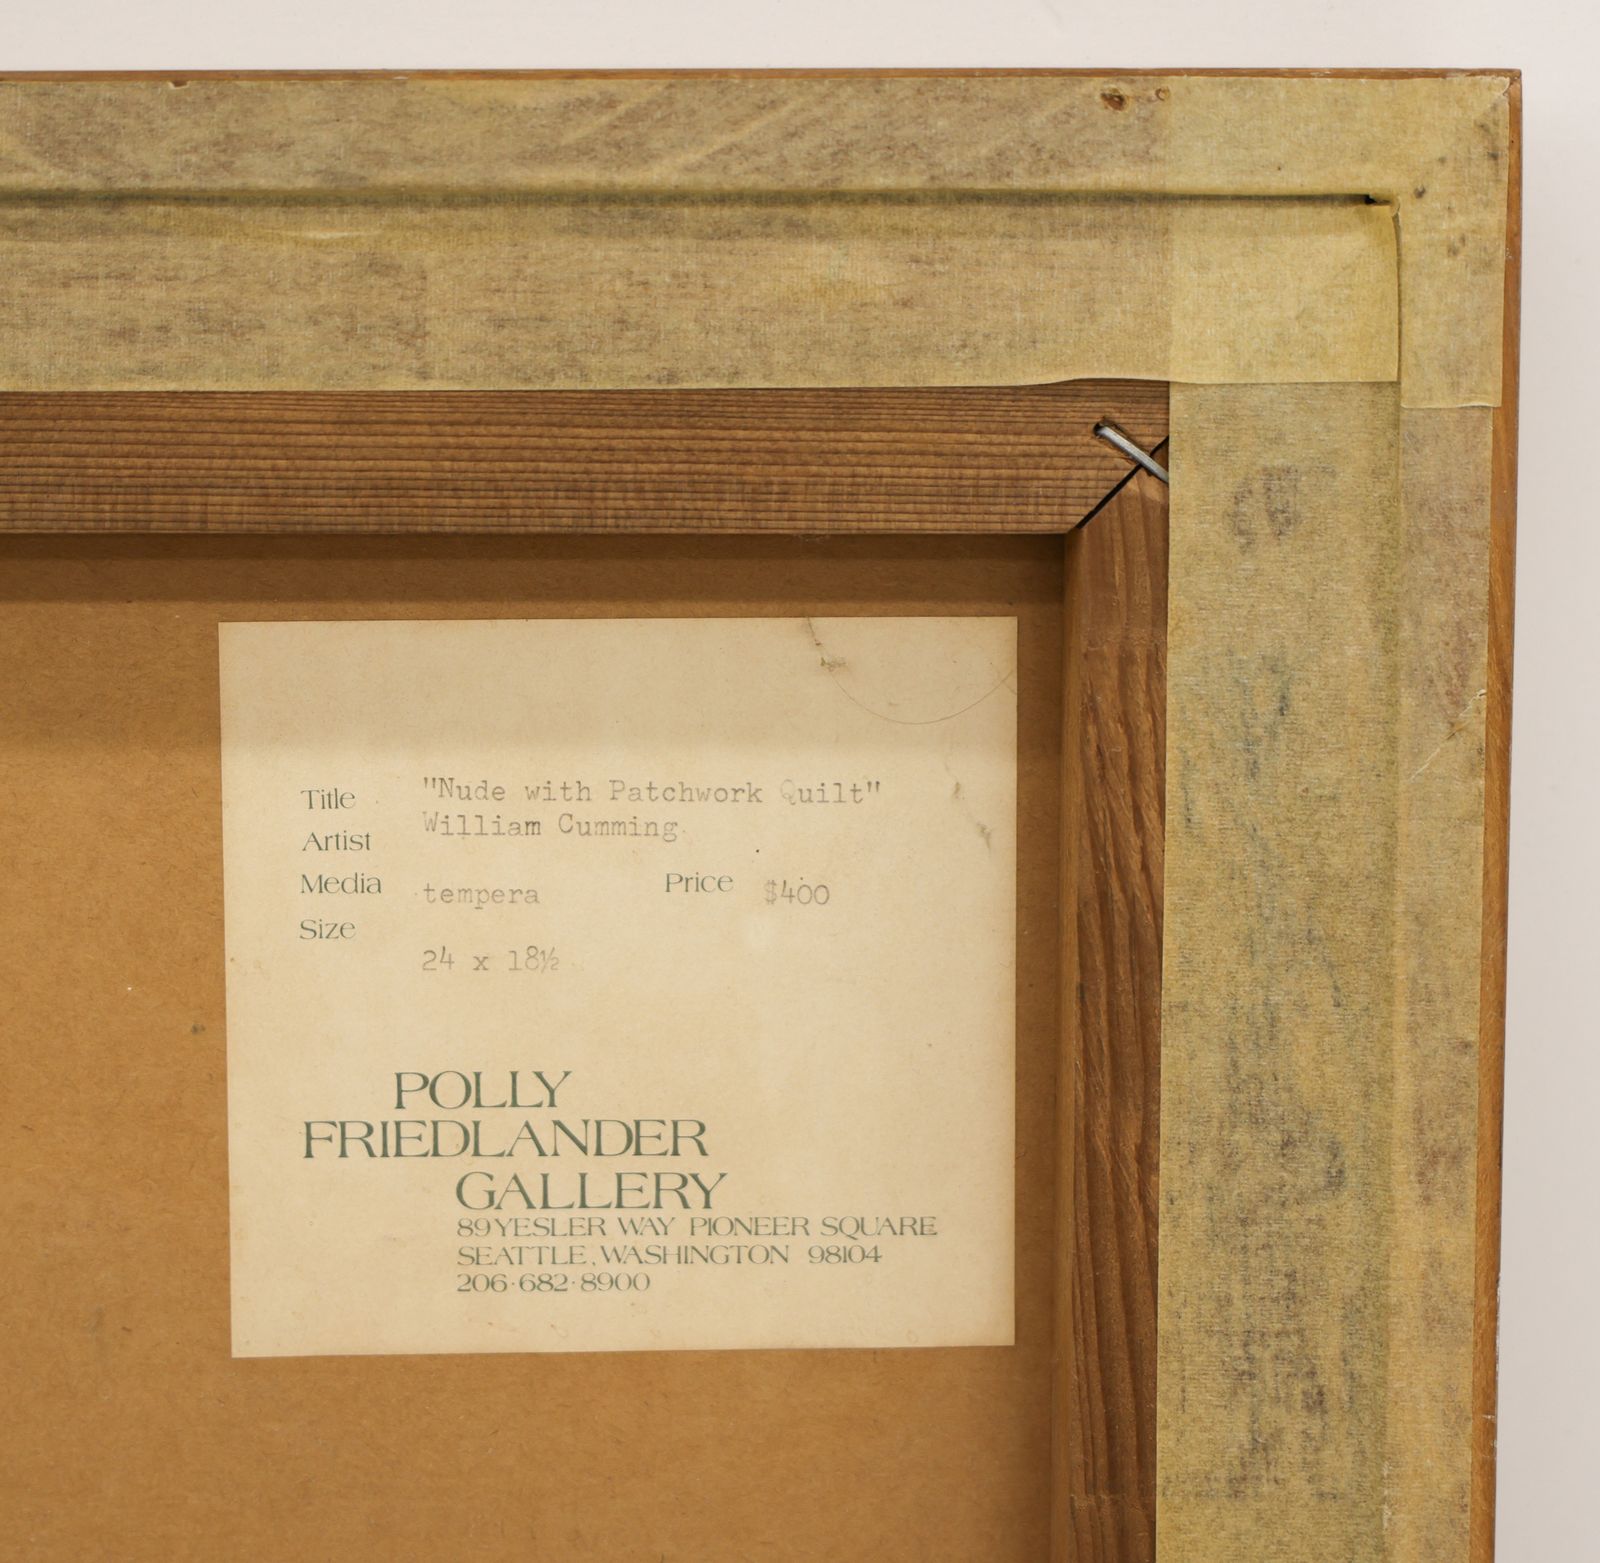 Title "Nude with Patchwork Quilt"
Artist William Cumming
Media tempera Price $400
Size 24 x 18½
POLLY
FRIEDLANDER
GALLERY
89 YESLER WAY PIONEER SQUARE
SEATTLE, WASHINGTON 98104
206·682·8900